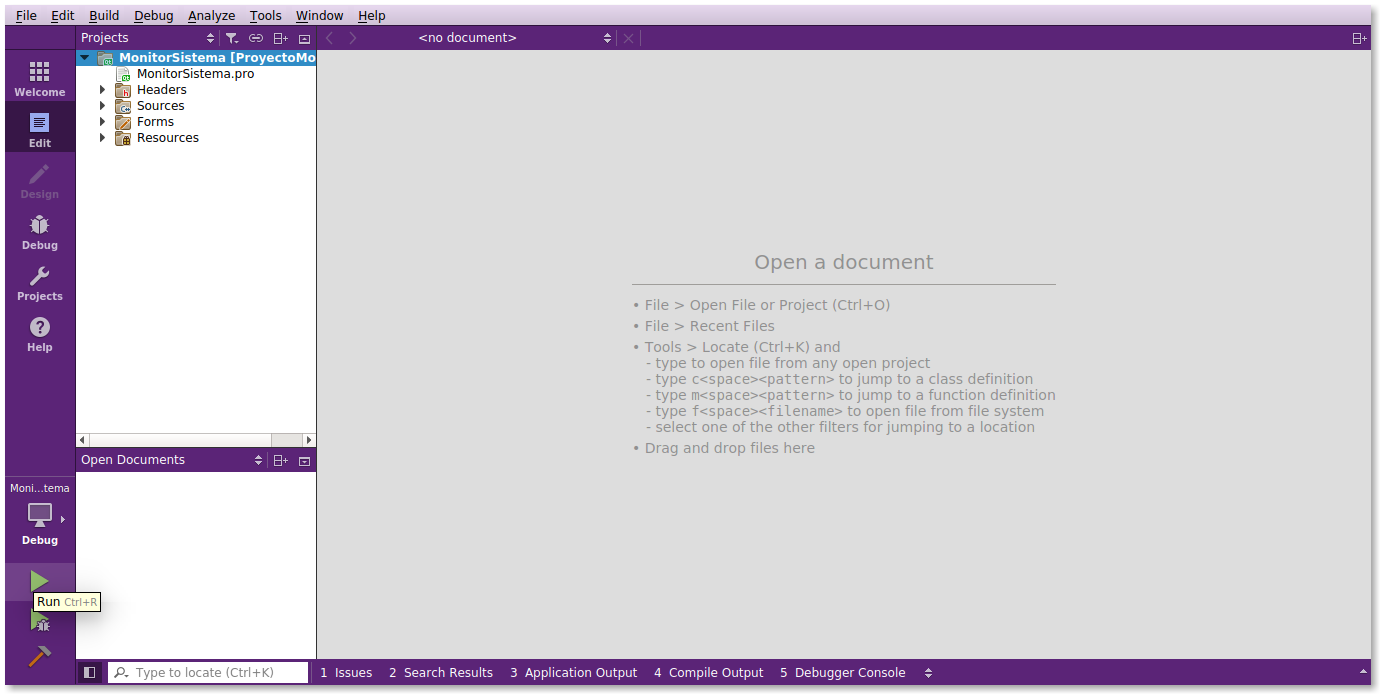 File Edit Build Debug Analyze Tools Window Help
Projects
<no document>
Welcome
Edit
Design
Debug
Projects
Help
MonitorSistema [ProyectoMo
MonitorSistema.pro
Headers
Sources
Forms
Resources
Open a document
• File > Open File or Project (Ctrl+O)
• File > Recent Files
• Tools > Locate (Ctrl+K) and
- type to open file from any open project
- type c<space><pattern> to jump to a class definition
- type m<space><pattern> to jump to a function definition
- type f<space><filename> to open file from file system
- select one of the other filters for jumping to a location
• Drag and drop files here
Open Documents
Moni...tema
Debug
Run Ctrl+R
Type to locate (Ctrl+K)
1 Issues 2 Search Results 3 Application Output 4 Compile Output 5 Debugger Console